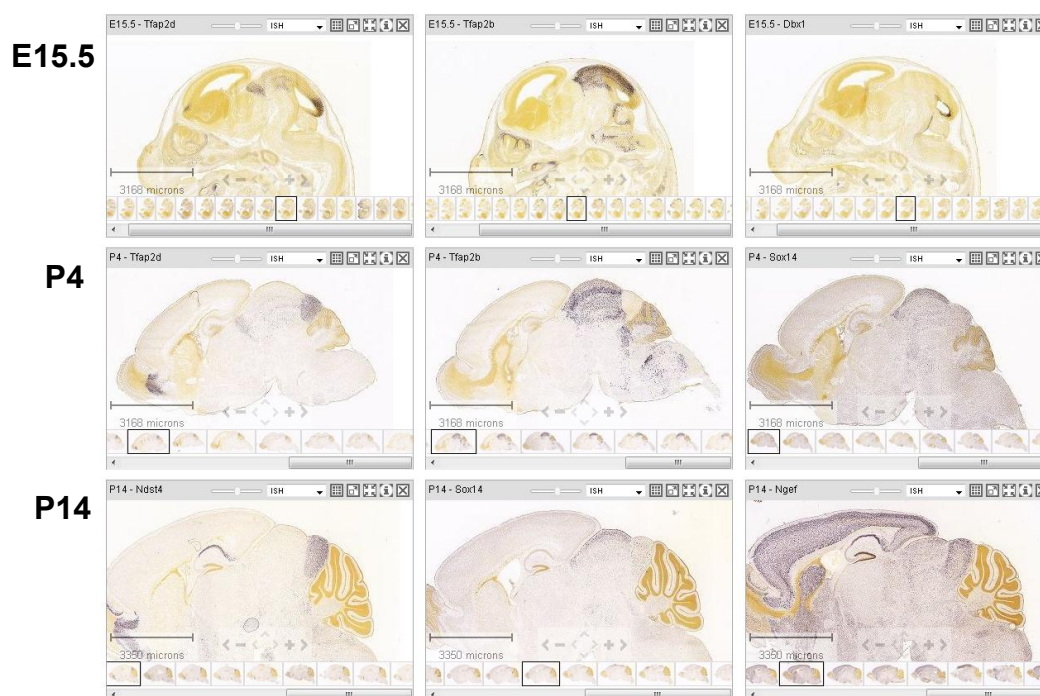 E15.5
E15.5 - Tfap2d ISH
3168 microns
E15.5 - Tfap2b ISH
3168 microns
E15.5 - Dbx1 ISH
3168 microns
P4
P4 - Tfap2d ISH
3168 microns
P4 - Tfap2b ISH
3168 microns
P4 - Sox14 ISH
3168 microns
P14
P14 - Ndst4 ISH
3350 microns
P14 - Sox14 ISH
3350 microns
P14 - Ngef ISH
3350 microns